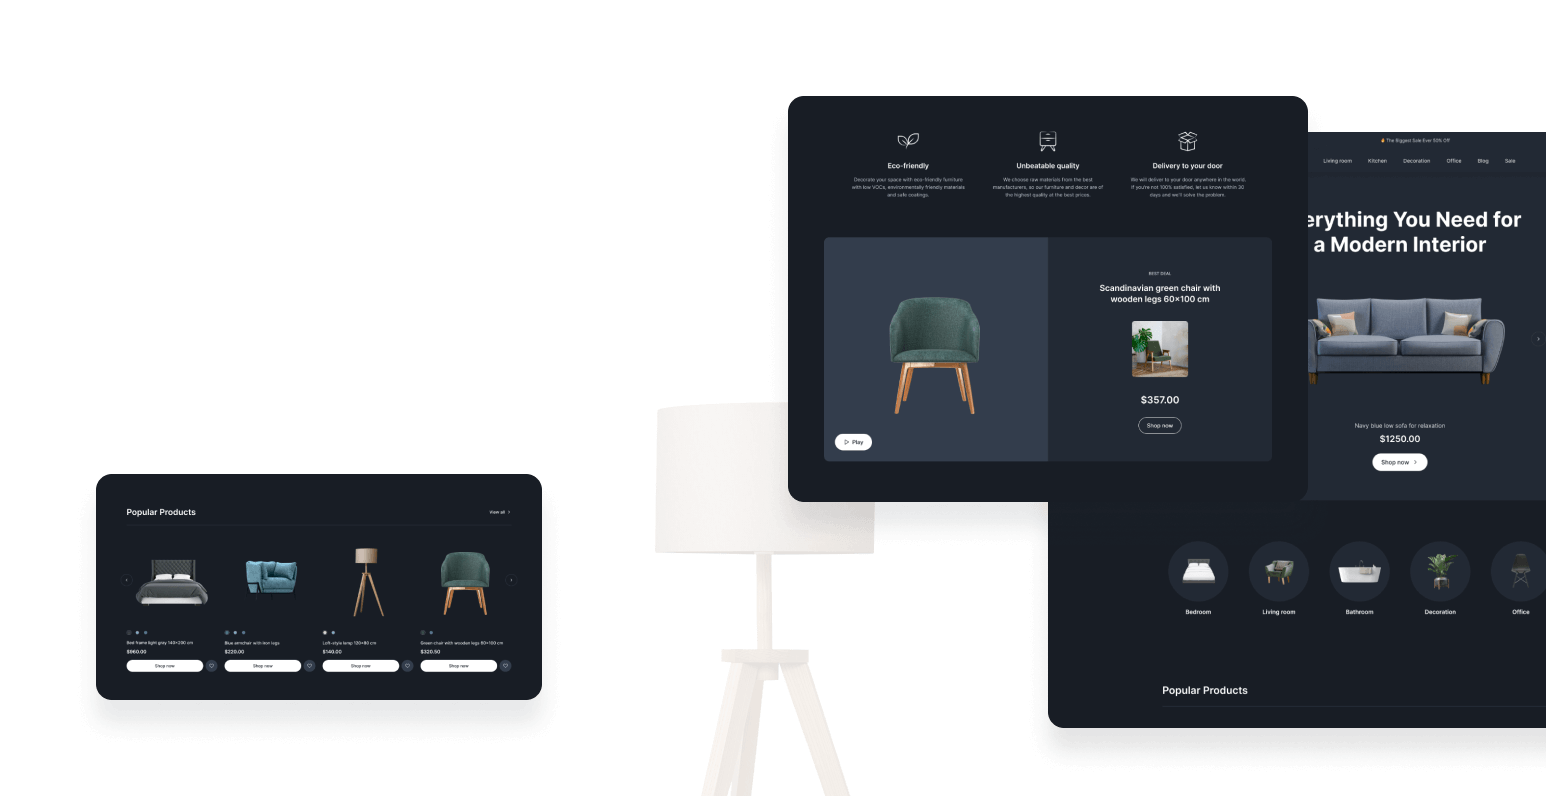 Popular Products
View all
Bed frame light gray 140×200 cm
$960.00
Shop now
Blue armchair with iron legs
$220.00
Shop now
Loft-style lamp 120×80 cm
$140.00
Shop now
Green chair with wooden legs 60×100 cm
$320.50
Shop now
Eco-friendly
Decorate your space with eco-friendly furniture
with low VOCs, environmentally friendly materials
and safe coatings.
Unbeatable quality
We choose raw materials from the best
manufacturers, so our furniture and decor are of
the highest quality at the best prices.
Delivery to your door
We will deliver to your door anywhere in the world.
If you're not 100% satisfied, let us know within 30
days and we'll solve the problem.
Play
BEST DEAL
Scandinavian green chair with
wooden legs 60×100 cm
$357.00
Shop now
The Biggest Sale Ever 50% Off
Living room Kitchen Decoration Office Blog Sale
erything You Need for
a Modern Interior
Navy blue low sofa for relaxation
$1250.00
Shop now
Bedroom
Living room
Bathroom
Decoration
Office
Popular Products